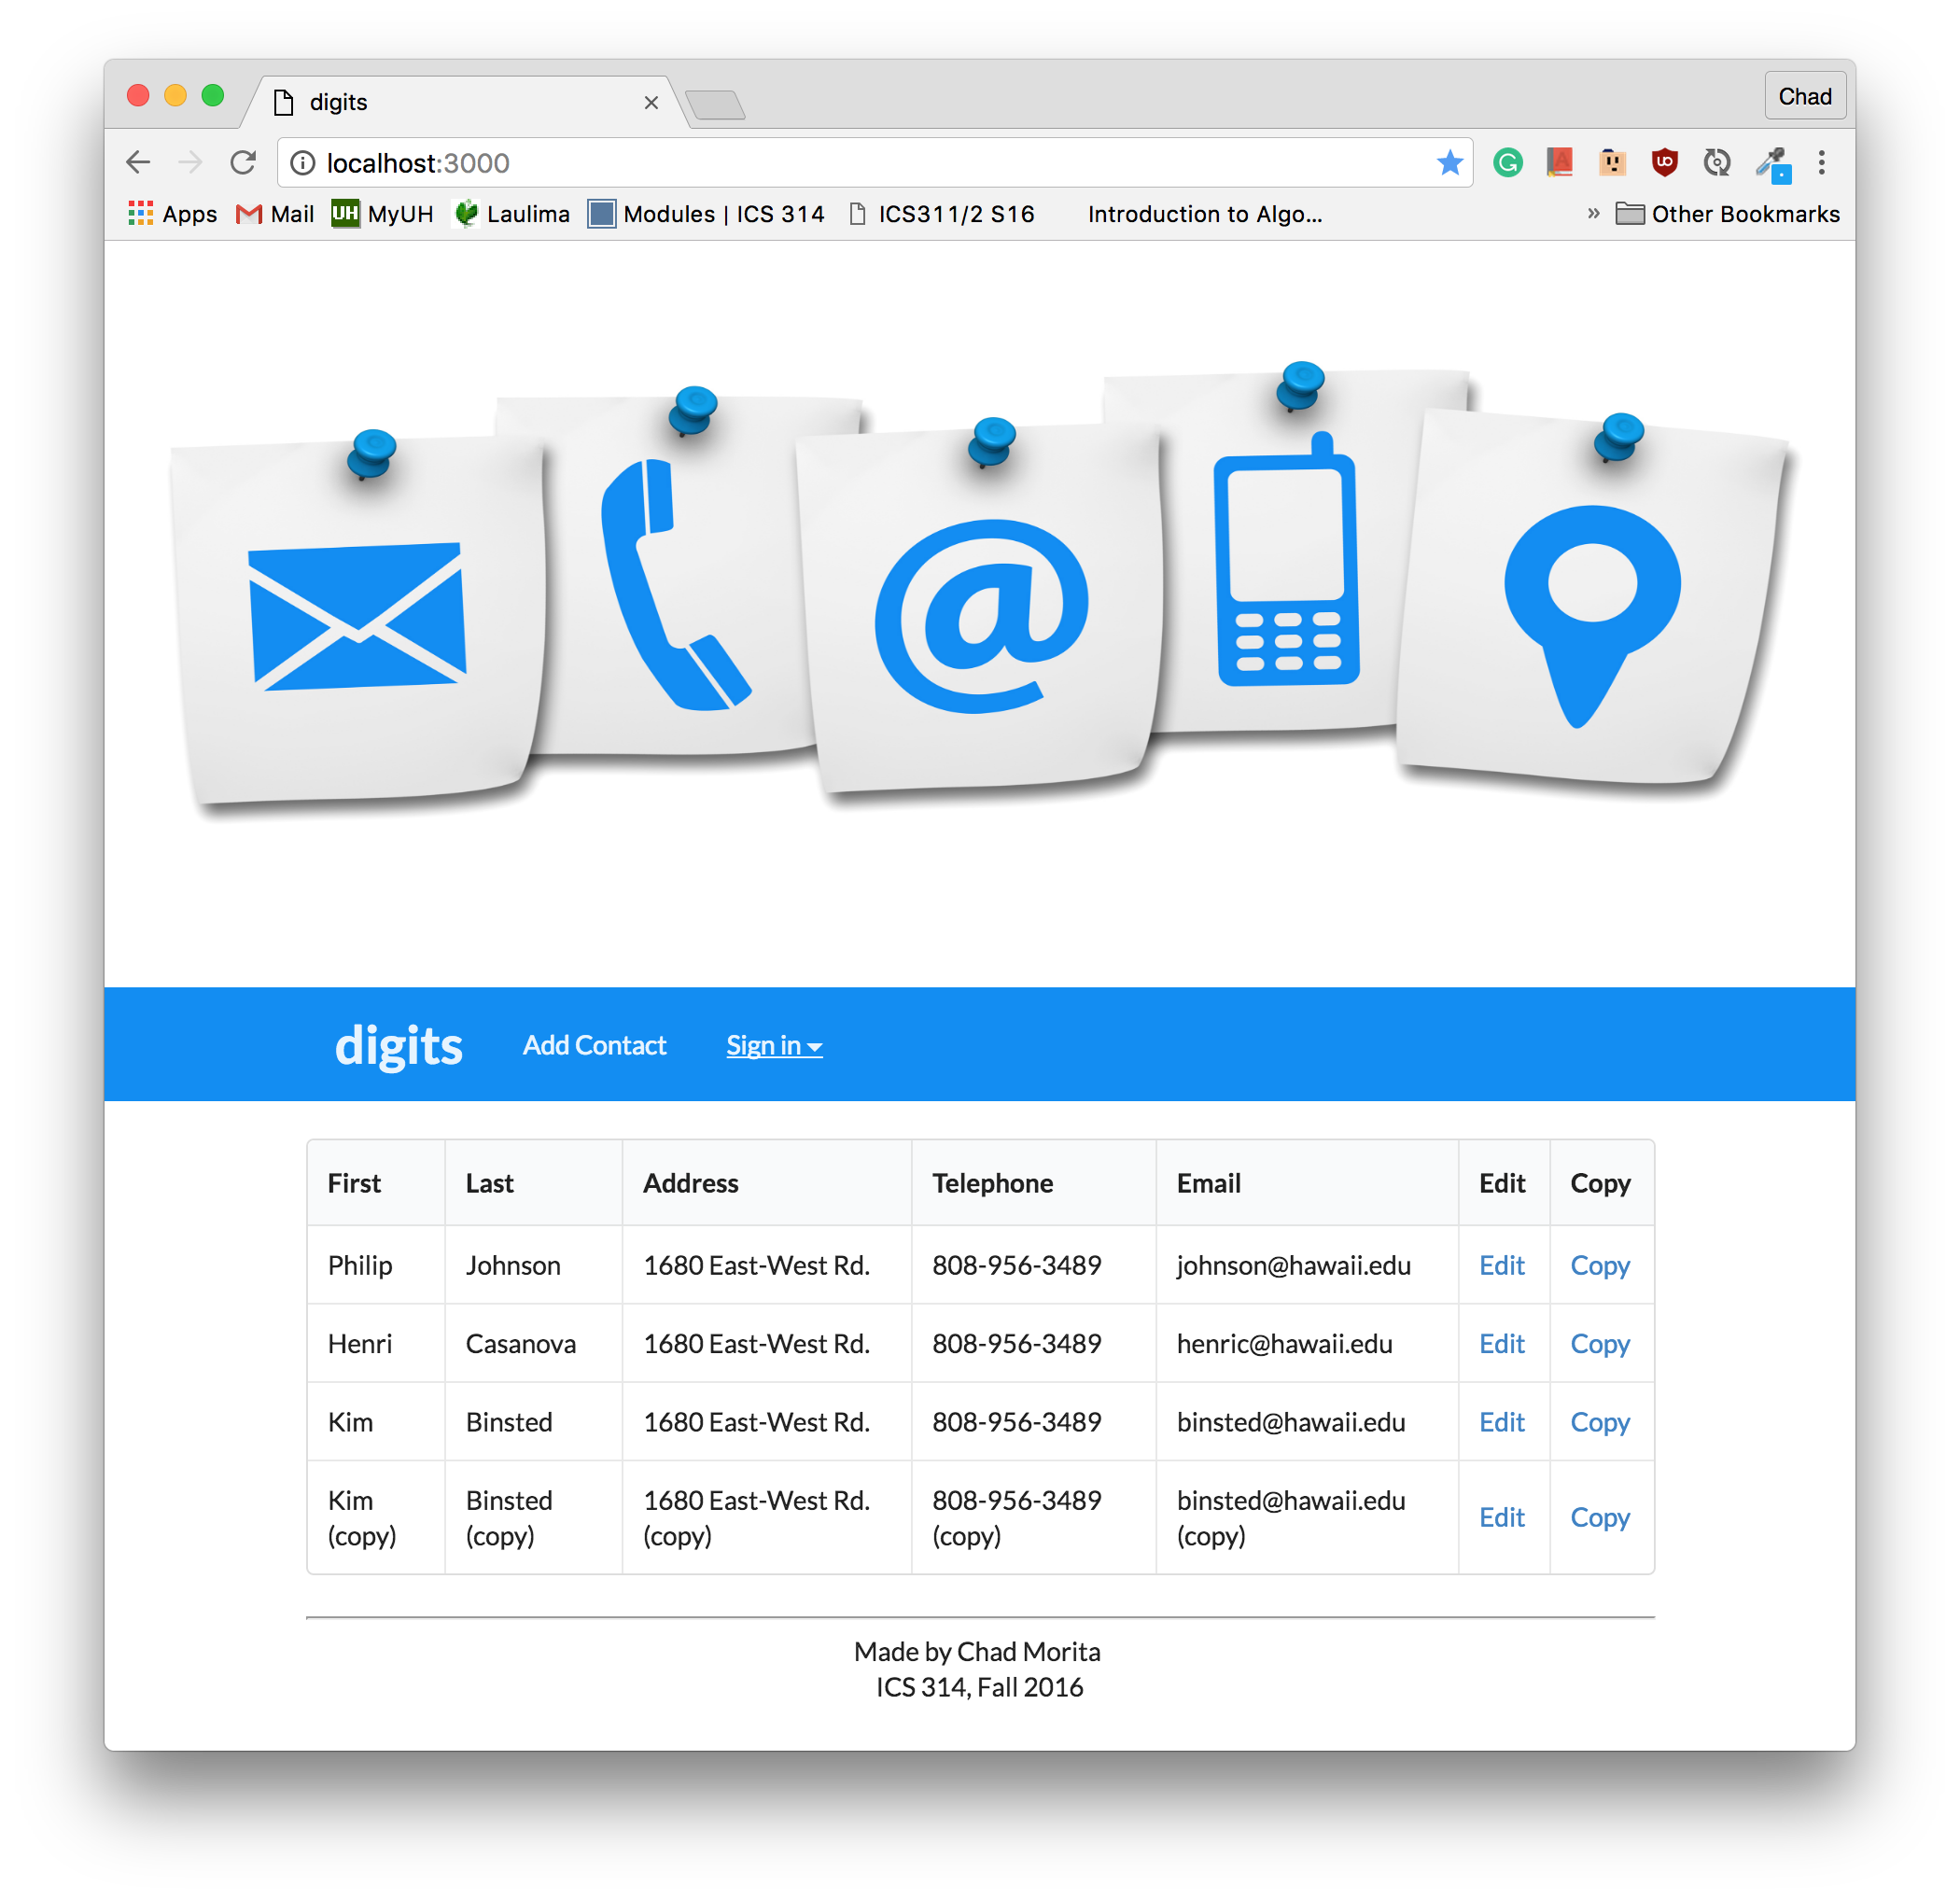 digits
Chad
localhost:3000
Apps Mail MyUH Laulima Modules | ICS 314 ICS311/2 S16 Introduction to Algo... » Other Bookmarks
@
digits Add Contact Sign in
First Last Address Telephone Email Edit Copy
Philip Johnson 1680 East-West Rd. 808-956-3489 johnson@hawaii.edu Edit Copy
Henri Casanova 1680 East-West Rd. 808-956-3489 henric@hawaii.edu Edit Copy
Kim Binsted 1680 East-West Rd. 808-956-3489 binsted@hawaii.edu Edit Copy
Kim Binsted 1680 East-West Rd. 808-956-3489 binsted@hawaii.edu Edit Copy
(copy) (copy) (copy) (copy) (copy)
Made by Chad Morita
ICS 314, Fall 2016